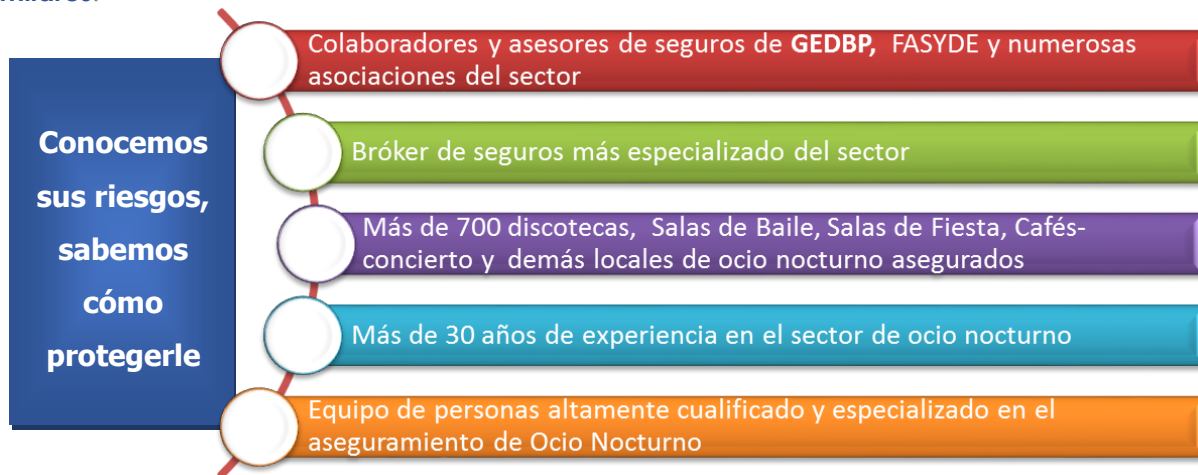 Conocemos
sus riesgos,
sabemos
cómo
protegerle
Colaboradores y asesores de seguros de GEDBP, FASYDE y numerosas
asociaciones del sector
Bróker de seguros más especializado del sector
Más de 700 discotecas, Salas de Baile, Salas de Fiesta, Cafés-
concierto y demás locales de ocio nocturno asegurados
Más de 30 años de experiencia en el sector de ocio nocturno
Equipo de personas altamente cualificado y especializado en el
aseguramiento de Ocio Nocturno